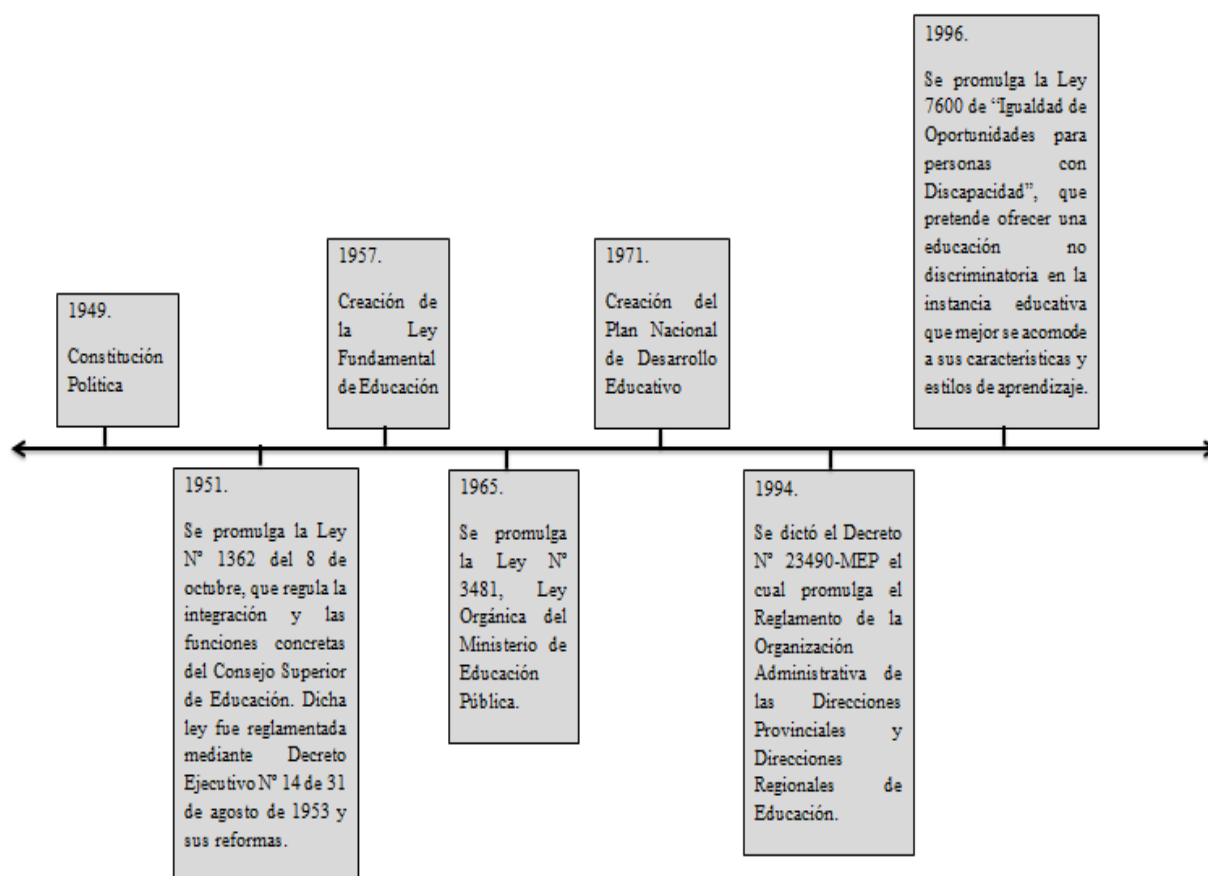 1949.
Constitución
Política
1951.
Se promulga la Ley
Nº 1362 del 8 de
octubre, que regula la
integración y las
funciones concretas
del Consejo Superior
de Educación. Dicha
ley fue reglamentada
mediante Decreto
Ejecutivo Nº 14 de 31
de agosto de 1953 y
sus reformas.
1957.
Creación de
la Ley
Fundamental
de Educación
1965.
Se promulga
la Ley Nº
3481, Ley
Orgánica del
Ministerio de
Educación
Pública.
1971.
Creación del
Plan Nacional
de Desarrollo
Educativo
1994.
Se dictó el Decreto
Nº 23490-MEP el
cual promulga el
Reglamento de la
Organización
Administrativa de
las Direcciones
Provinciales y
Direcciones
Regionales de
Educación.
1996.
Se promulga la Ley
7600 de “Igualdad de
Oportunidades para
personas con
Discapacidad”, que
pretende ofrecer una
educación no
discriminatoria en la
instancia educativa
que mejor se acomode
a sus características y
estilos de aprendizaje.